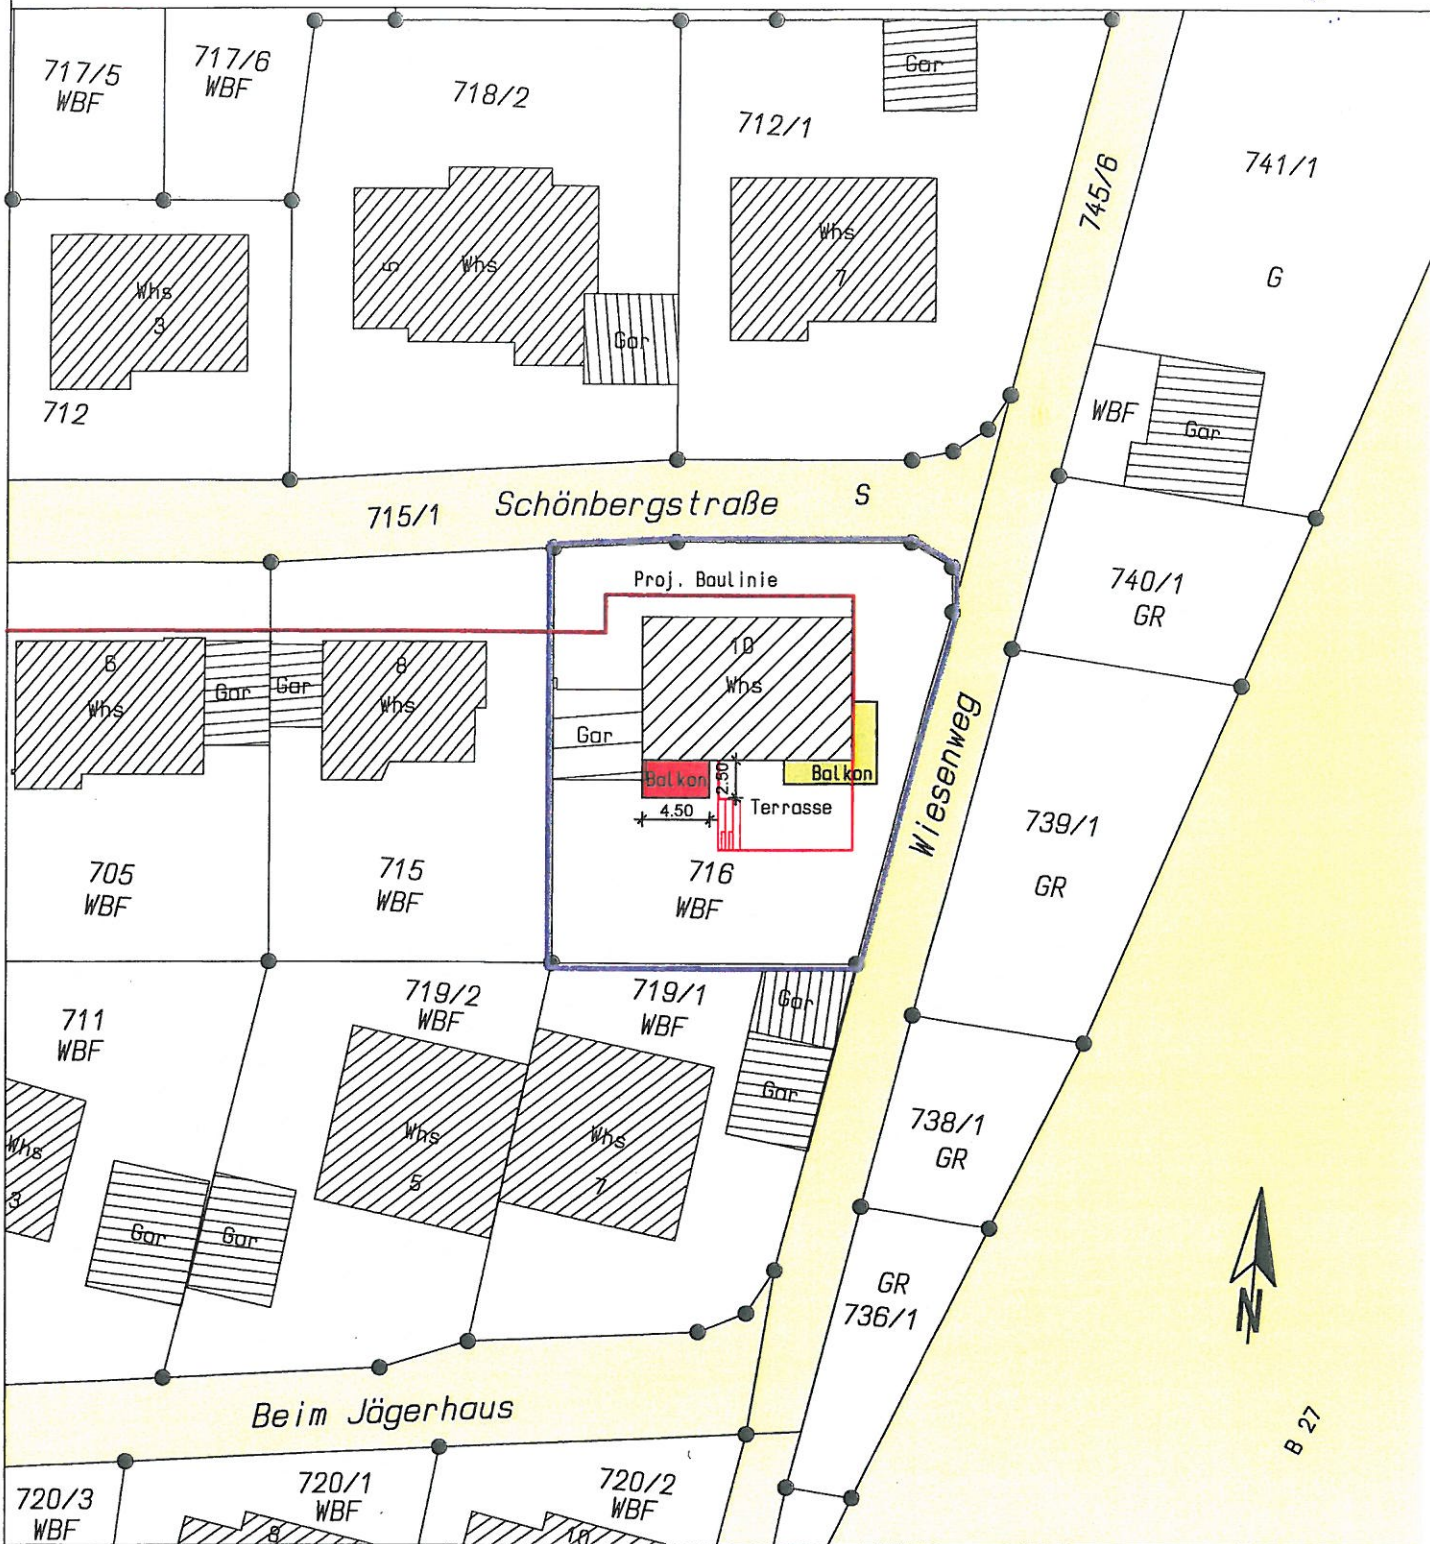 717/5
WBF
717/6
WBF
718/2
712/1
Gar
745/6
741/1
G
Whs
3
712
5
Whs
Gar
Whs
7
WBF
Gar
715/1
Schönbergstraße
S
Proj. Baulinie
740/1
GR
6
Whs
Gar
Gar
8
Whs
10
Whs
Gar
Balkon
4.50
2.50
Balkon
Terrasse
Wiesenweg
739/1
GR
705
WBF
715
WBF
716
WBF
711
WBF
719/2
WBF
719/1
WBF
Gar
Gar
Whs
3
Gar
Gar
Whs
5
Whs
7
738/1
GR
GR
736/1
N
B 27
Beim Jägerhaus
720/3
WBF
720/1
WBF
8
720/2
WBF
10